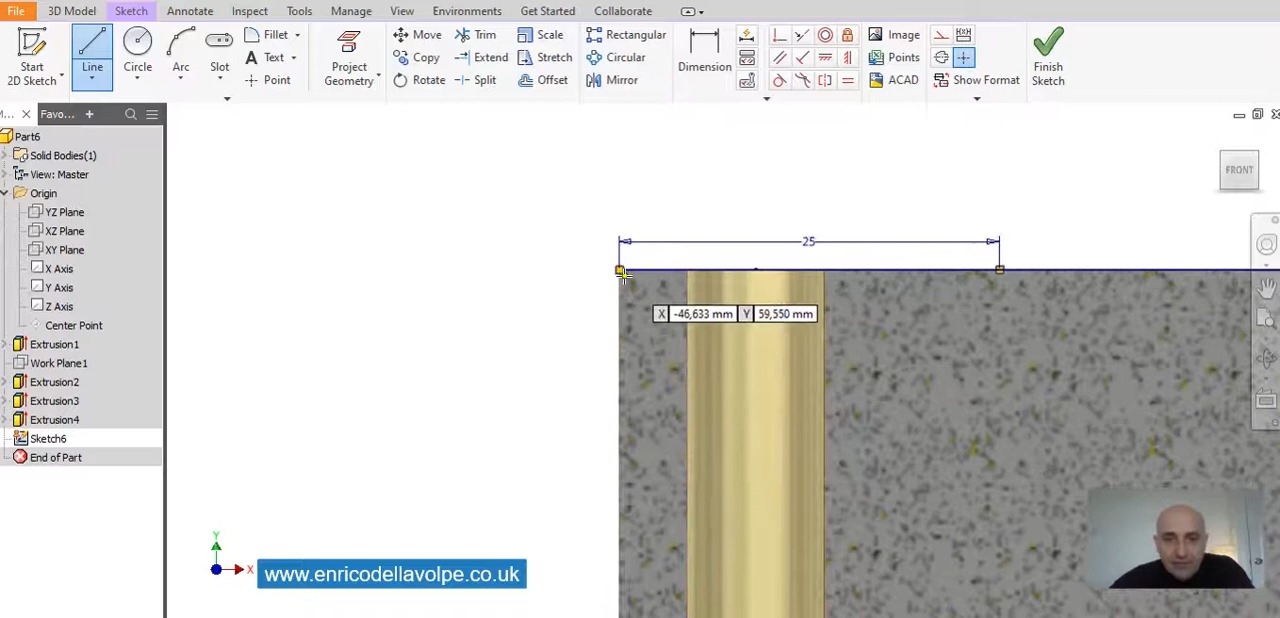 File 3D Model Sketch Annotate Inspect Tools Manage View Environments Get Started Collaborate
Start 2D Sketch
Line
Circle
Arc
Slot
Fillet
Text
Point
Project Geometry
Move Trim Scale
Copy Extend Stretch
Rotate Split Offset
Rectangular
Circular
Mirror
Dimension
Image
Points
ACAD
Show Format
Finish Sketch
M... Favo...
Part6
Solid Bodies(1)
View: Master
Origin
YZ Plane
XZ Plane
XY Plane
X Axis
Y Axis
Z Axis
Center Point
Extrusion1
Work Plane1
Extrusion2
Extrusion3
Extrusion4
Sketch6
End of Part
FRONT
25
X -46,633 mm Y 59,550 mm
Y
X
www.enricodellavolpe.co.uk